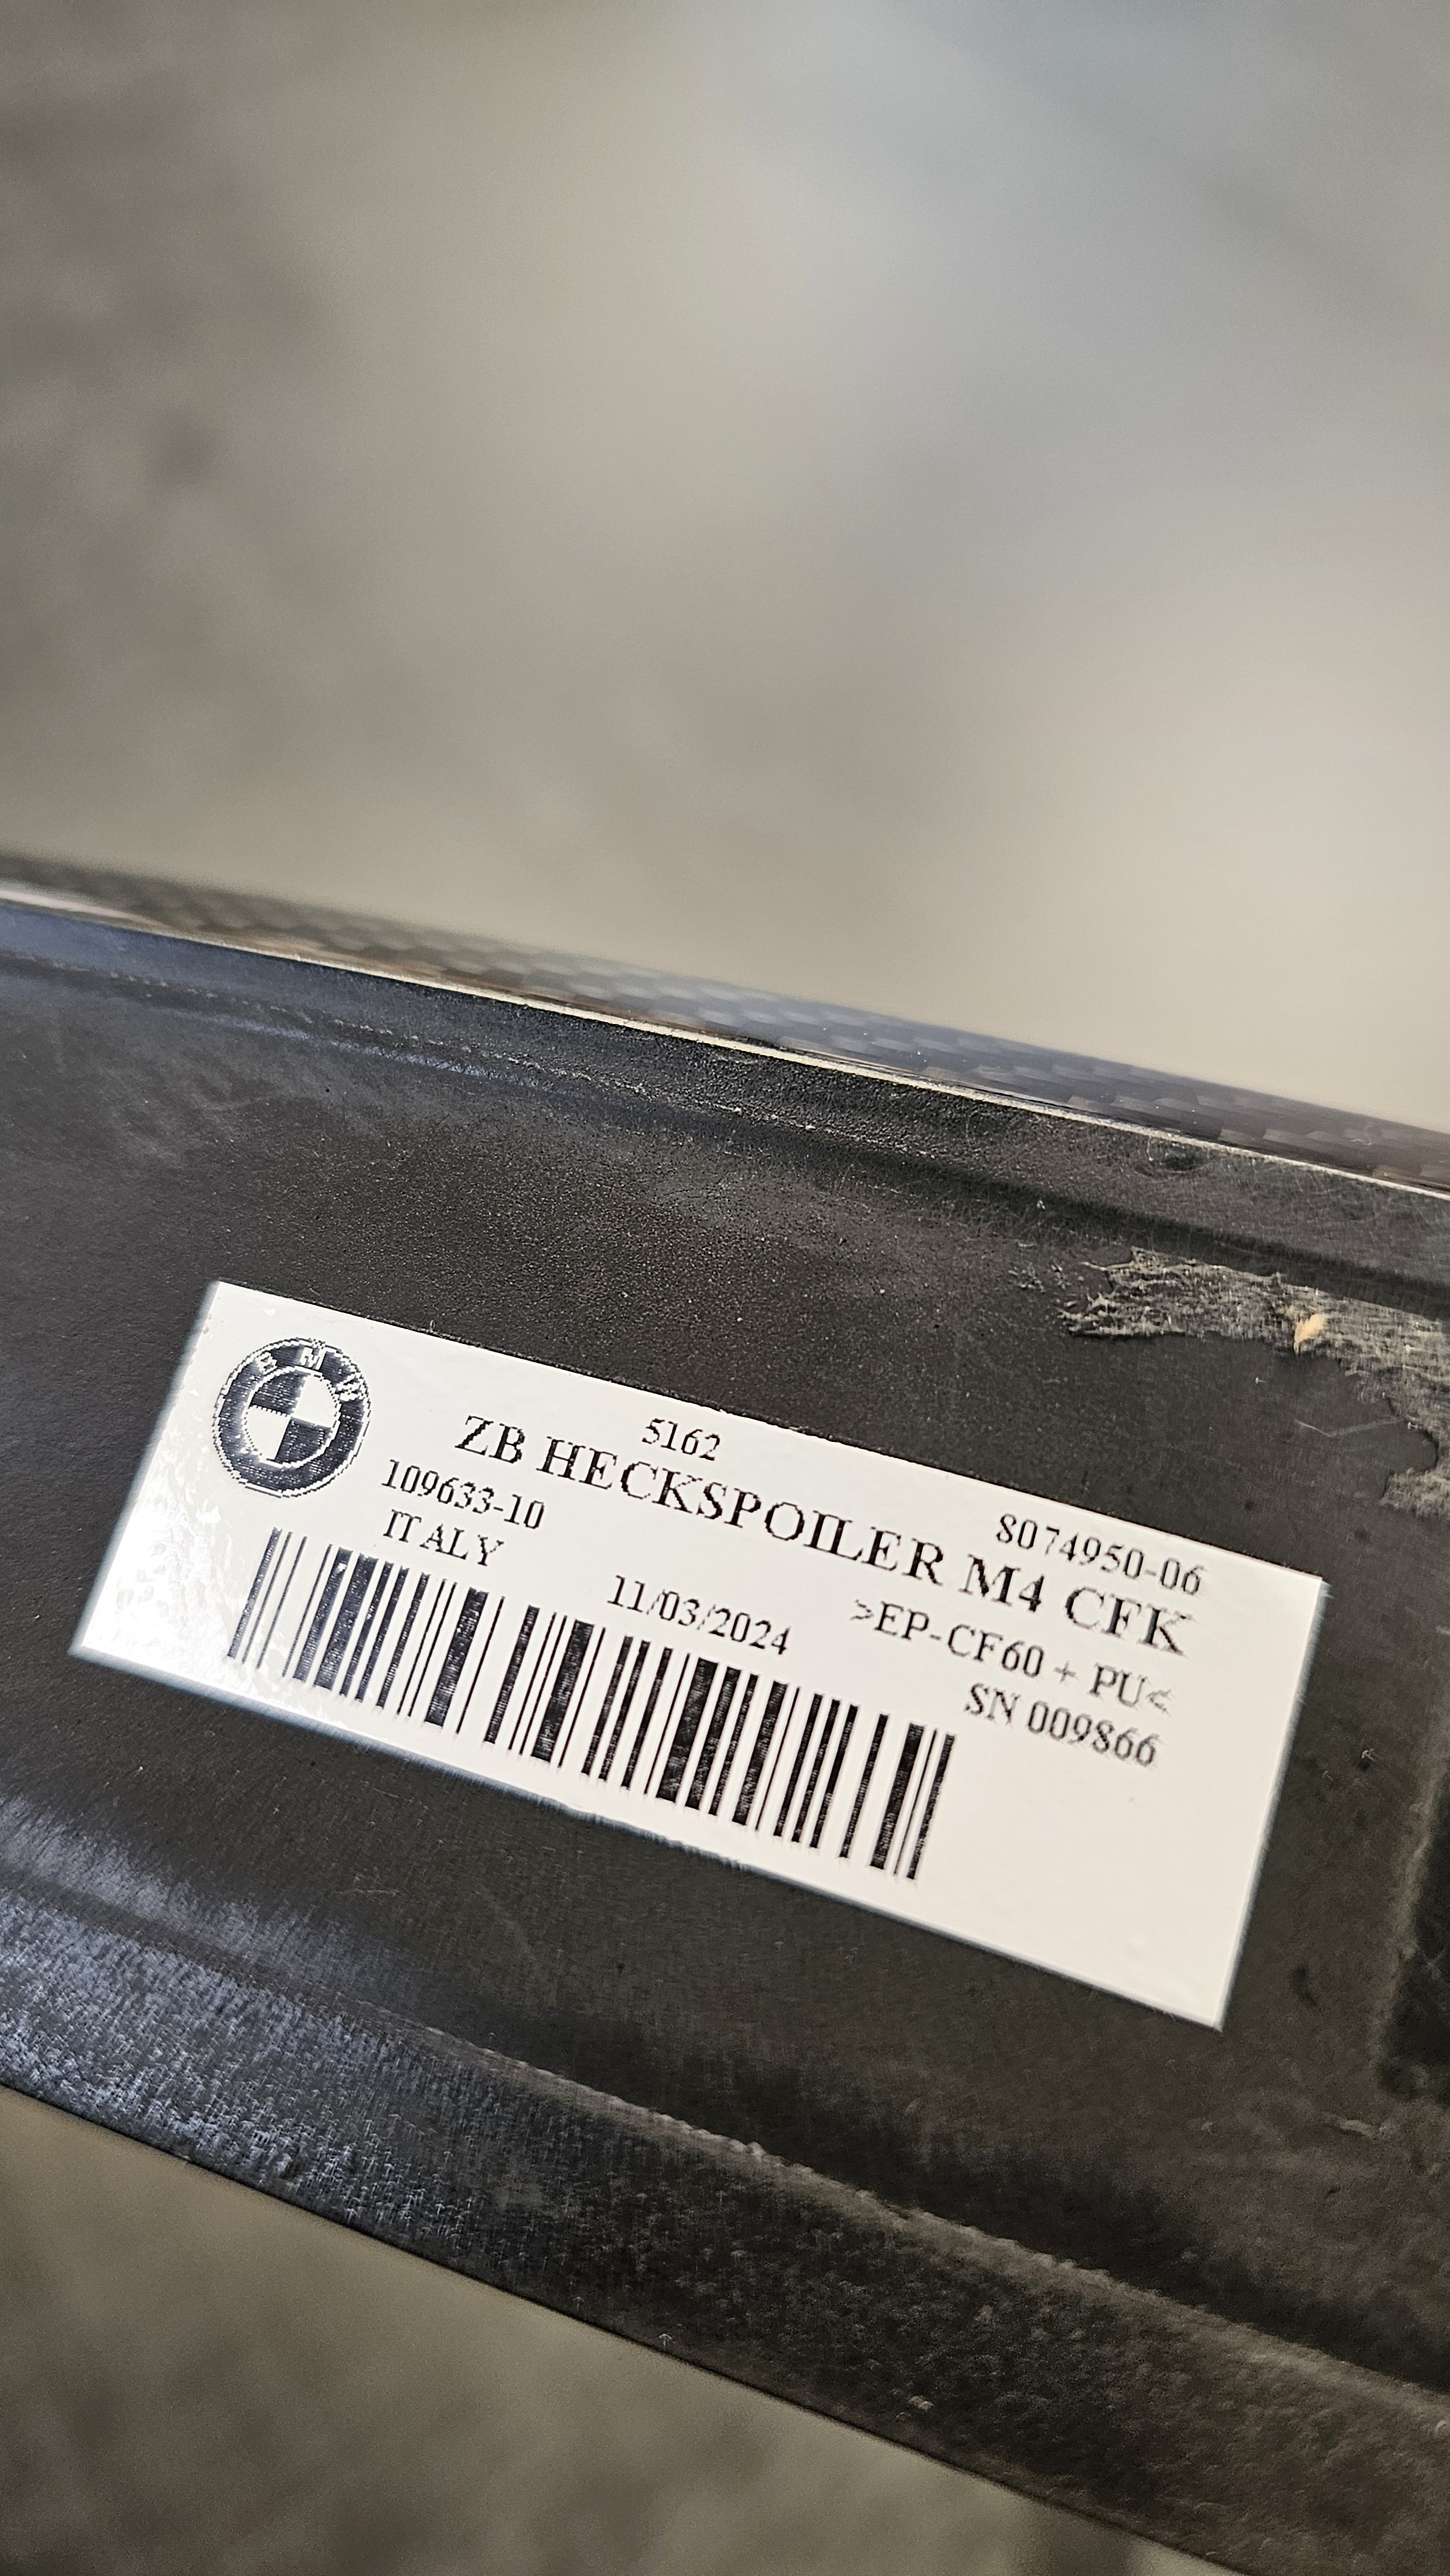 BMW
5162
8074950-06
ZB HECKSPOILER M4 CFK
109633-10
>EP-CF60 + PU<
ITALY
11/03/2024
SN 009866